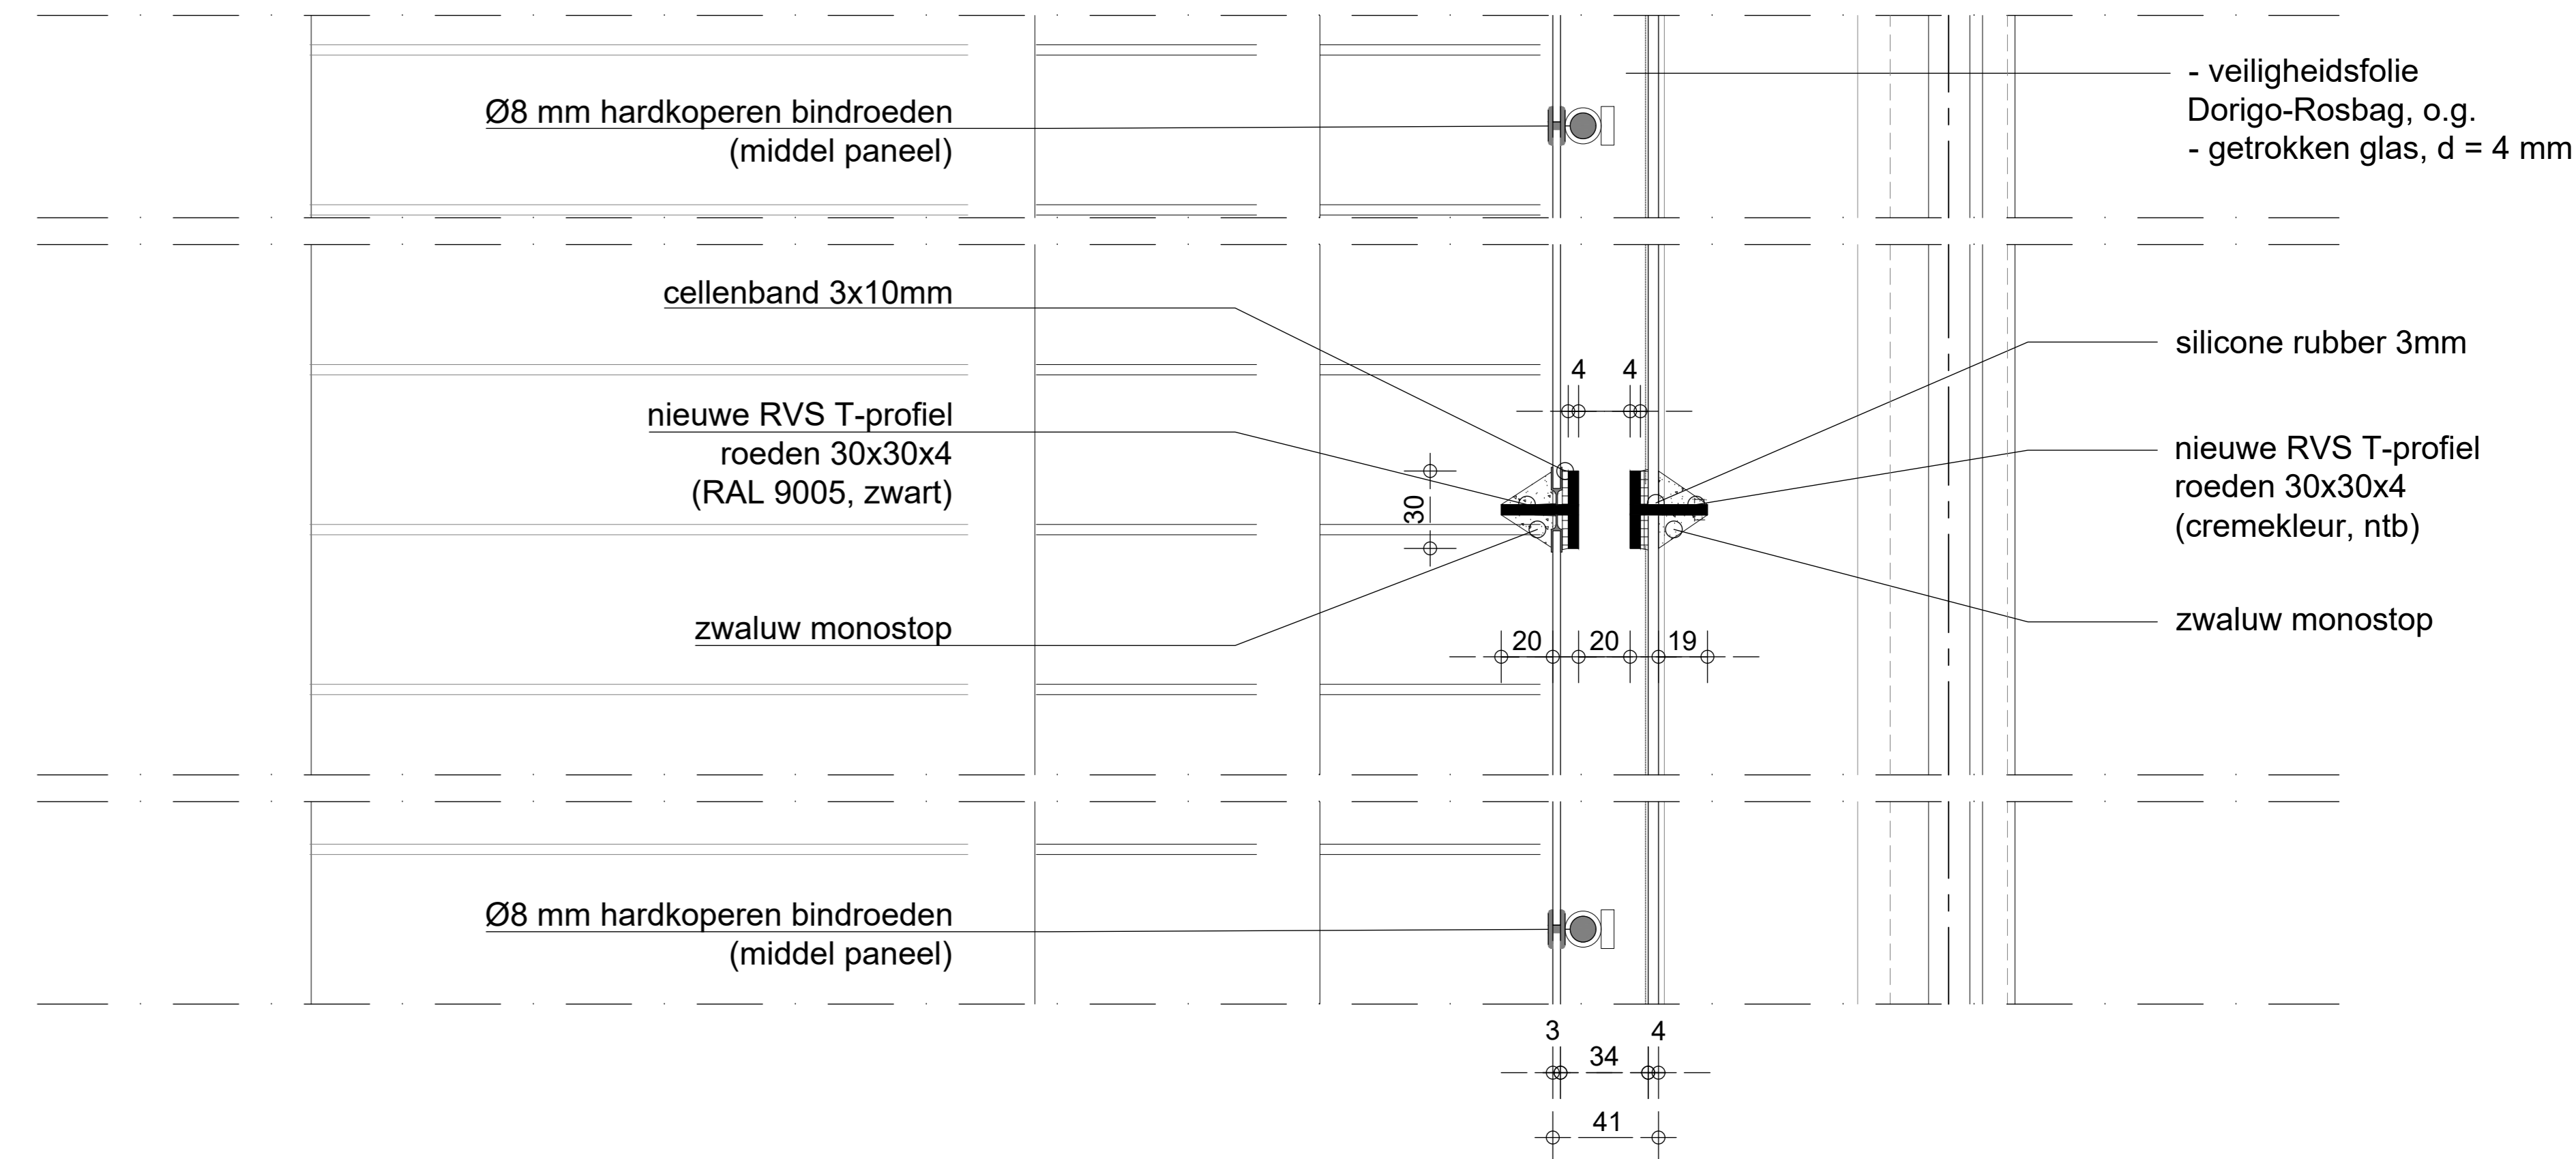 Ø8 mm hardkoperen bindroeden
(middel paneel)
- veiligheidsfolie
Dorigo-Rosbag, o.g.
- getrokken glas, d = 4 mm
cellenband 3x10mm
nieuwe RVS T-profiel
roeden 30x30x4
(RAL 9005, zwart)
zwaluw monostop
4
4
30
20
20
19
silicone rubber 3mm
nieuwe RVS T-profiel
roeden 30x30x4
(cremekleur, ntb)
zwaluw monostop
Ø8 mm hardkoperen bindroeden
(middel paneel)
3
4
34
41